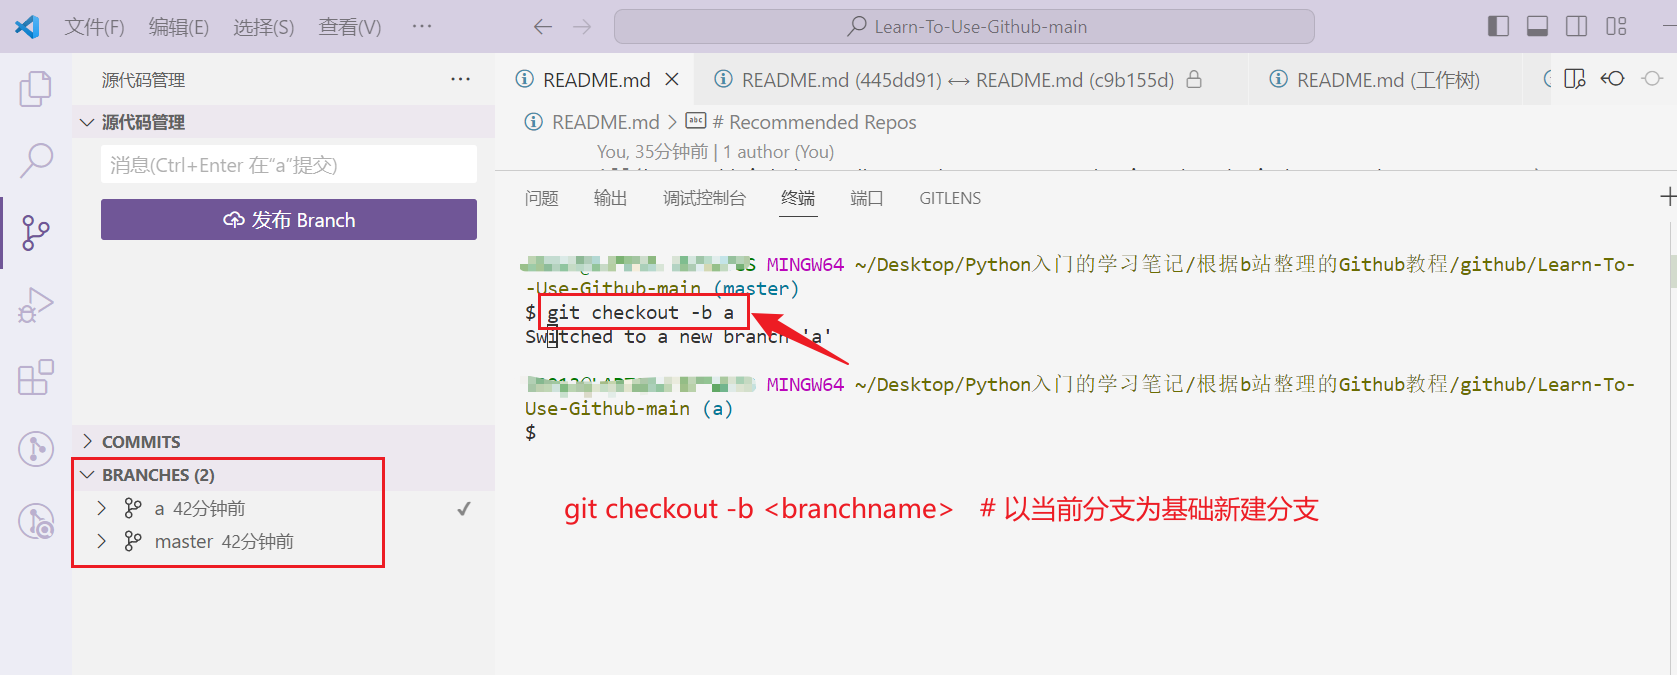 文件(F) 编辑(E) 选择(S) 查看(V) ··· Learn-To-Use-Github-main
源代码管理 ···
README.md README.md (445dd91) ↔ README.md (c9b155d) README.md (工作树)
源代码管理
README.md > # Recommended Repos
消息(Ctrl+Enter 在“a”提交)
You, 35分钟前 | 1 author (You)
发布 Branch
问题 输出 调试控制台 终端 端口 GITLENS
MINGW64 ~/Desktop/Python入门的学习笔记/根据b站整理的Github教程/github/Learn-To-
-Use-Github-main (master)
$ git checkout -b a
Switched to a new branch 'a'
MINGW64 ~/Desktop/Python入门的学习笔记/根据b站整理的Github教程/github/Learn-To-
Use-Github-main (a)
$
COMMITS
BRANCHES (2)
a 42分钟前
master 42分钟前
git checkout -b <branchname> # 以当前分支为基础新建分支